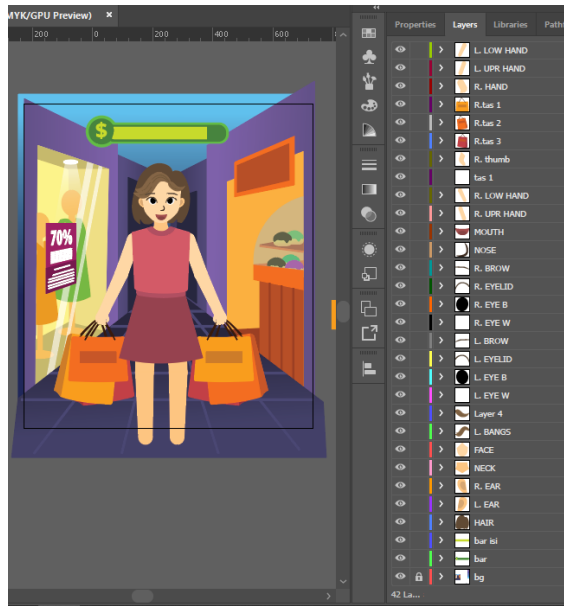 MYK/GPU Preview) ×
200 0 200 400 600
Properties Layers Libraries Path
L. LOW HAND
L. UPR HAND
R. HAND
R.tas 1
R.tas 2
R.tas 3
R. thumb
tas 1
R. LOW HAND
R. UPR HAND
MOUTH
NOSE
R. BROW
R. EYELID
R. EYE B
R. EYE W
L. BROW
L. EYELID
L. EYE B
L. EYE W
Layer 4
L. BANGS
FACE
NECK
R. EAR
L. EAR
HAIR
bar isi
bar
bg
42 La...
$
70%